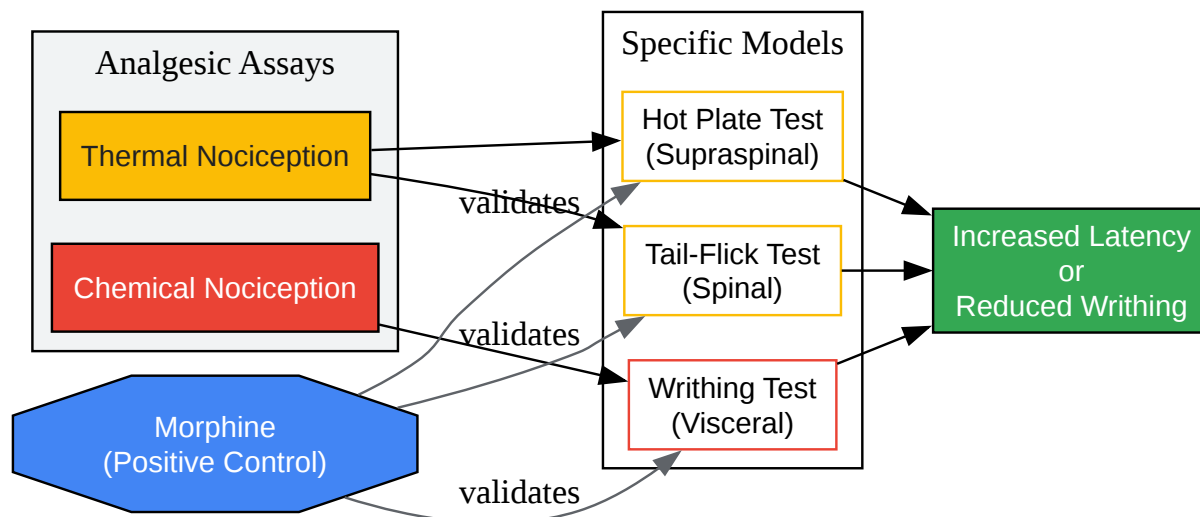 Analgesic Assays
Thermal Nociception
Chemical Nociception
Morphine
(Positive Control)
validates
validates
validates
Specific Models
Hot Plate Test
(Supraspinal)
Tail-Flick Test
(Spinal)
Writhing Test
(Visceral)
Increased Latency
or
Reduced Writhing